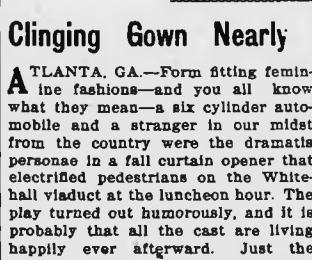 Clinging Gown Nearly
ATLANTA, GA.—Form fitting femin-
ine fashions—and you all know
what they mean—a six cylinder auto-
mobile and a stranger in our midst
from the country were the dramatis
personae in a fall curtain opener that
electrified pedestrians on the White-
hall viaduct at the luncheon hour. The
play turned out humorously, and it is
probably that all the cast are living
happily ever afterward. Just the